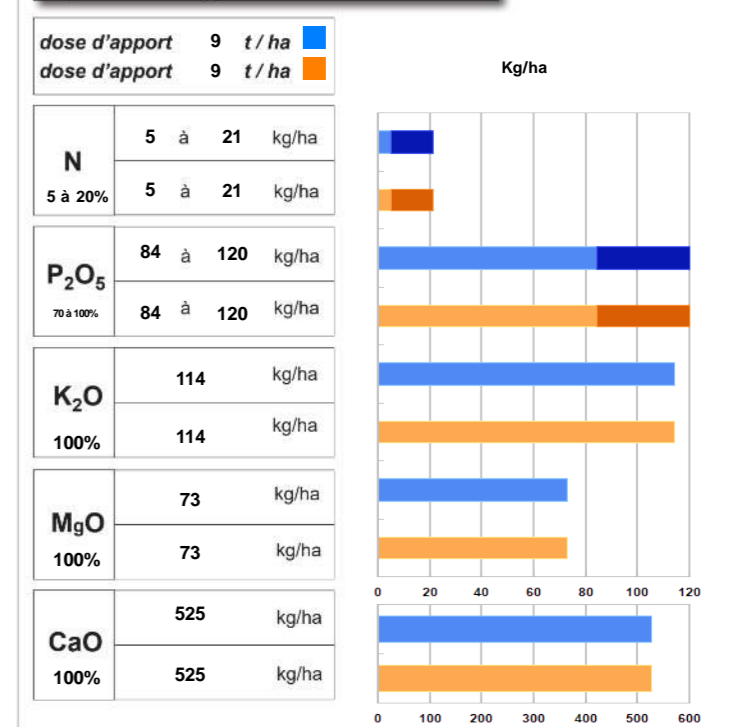 dose d'apport 9 t / ha
dose d'apport 9 t / ha
Kg/ha
N
5 à 20%
5 à 21 kg/ha
5 à 21 kg/ha
P₂O₅
70 à 100%
84 à 120 kg/ha
84 à 120 kg/ha
K₂O
100%
114 kg/ha
114 kg/ha
MgO
100%
73 kg/ha
73 kg/ha
0 20 40 60 80 100 120
CaO
100%
525 kg/ha
525 kg/ha
0 100 200 300 400 500 600